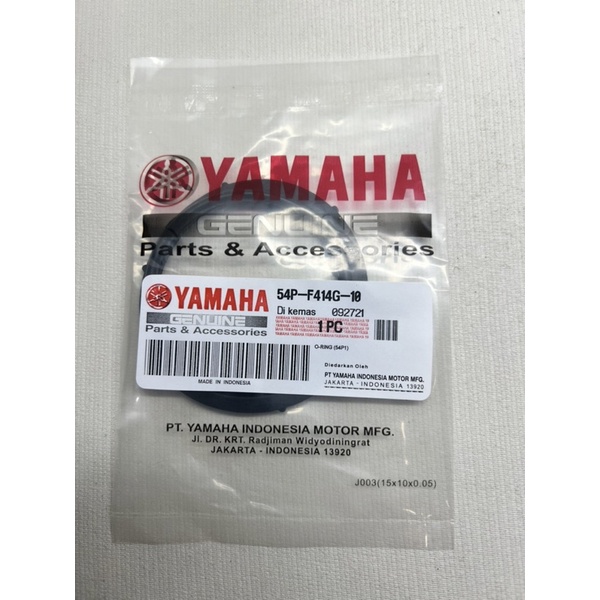 YAMAHA
GENUINE
Parts & Accessories
YAMAHA
GENUINE
Parts & Accessories
54P-F414G-10
Di kemas 092721
1 PC
O-RING (54P1)
Diedarkan Oleh
PT YAMAHA INDONESIA MOTOR MFG.
JAKARTA - INDONESIA 13920
MADE IN INDONESIA
PT. YAMAHA INDONESIA MOTOR MFG.
Jl. DR. KRT. Radjiman Widyodiningrat
JAKARTA - INDONESIA 13920
J003(15x10x0.05)